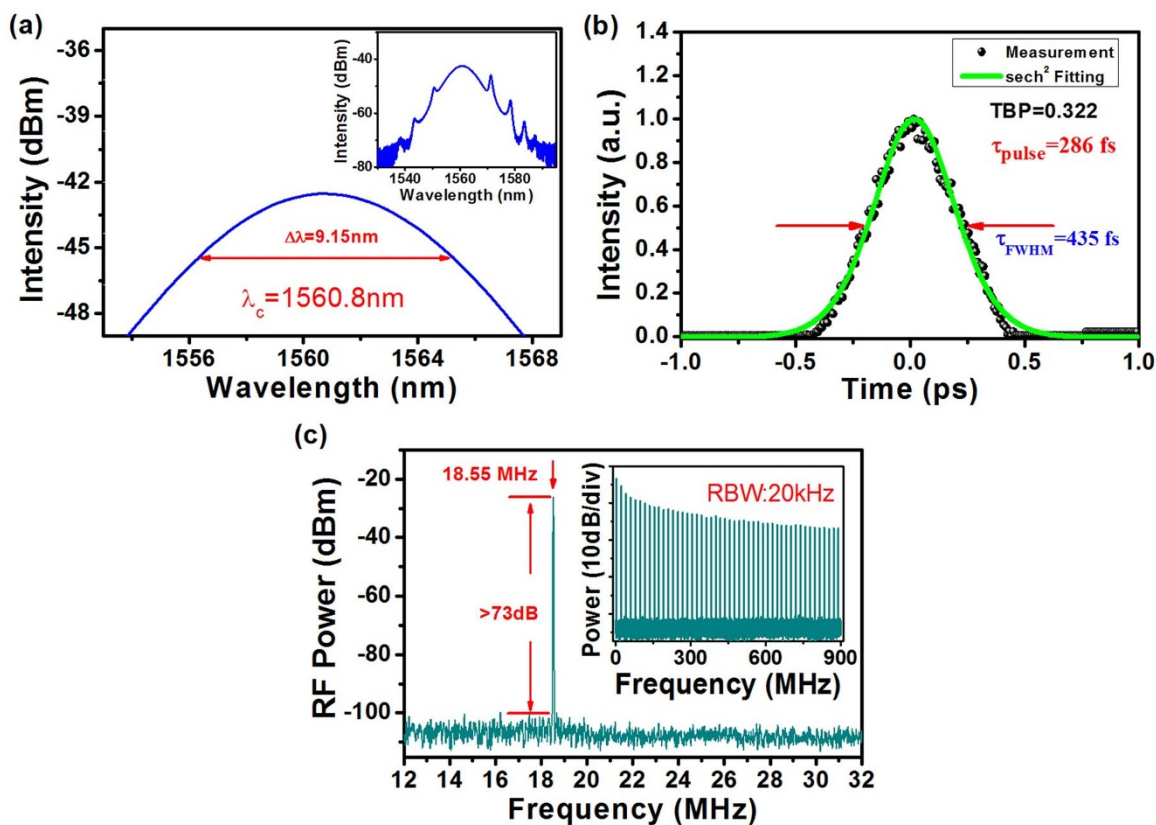 (a)
-36
-39
-42
-45
-48
Intensity (dBm)
1556
1560
1564
1568
Wavelength (nm)
Δλ=9.15nm
λc=1560.8nm
-40
-60
-80
Intensity (dBm)
1540
1560
1580
Wavelength (nm)
(b)
1.4
1.2
1.0
0.8
0.6
0.4
0.2
0.0
Intensity (a.u.)
-1.0
-0.5
0.0
0.5
1.0
Time (ps)
Measurement
sech² Fitting
TBP=0.322
τpulse=286 fs
τFWHM=435 fs
(c)
-20
-40
-60
-80
-100
RF Power (dBm)
12 14 16 18 20 22 24 26 28 30 32
Frequency (MHz)
18.55 MHz
>73dB
RBW:20kHz
Power (10dB/div)
0
300
600
900
Frequency (MHz)